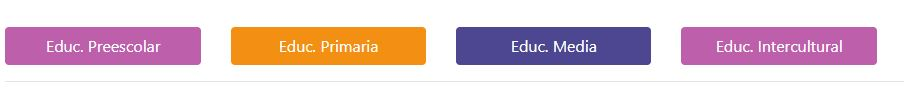 Educ. Preescolar
Educ. Primaria
Educ. Media
Educ. Intercultural